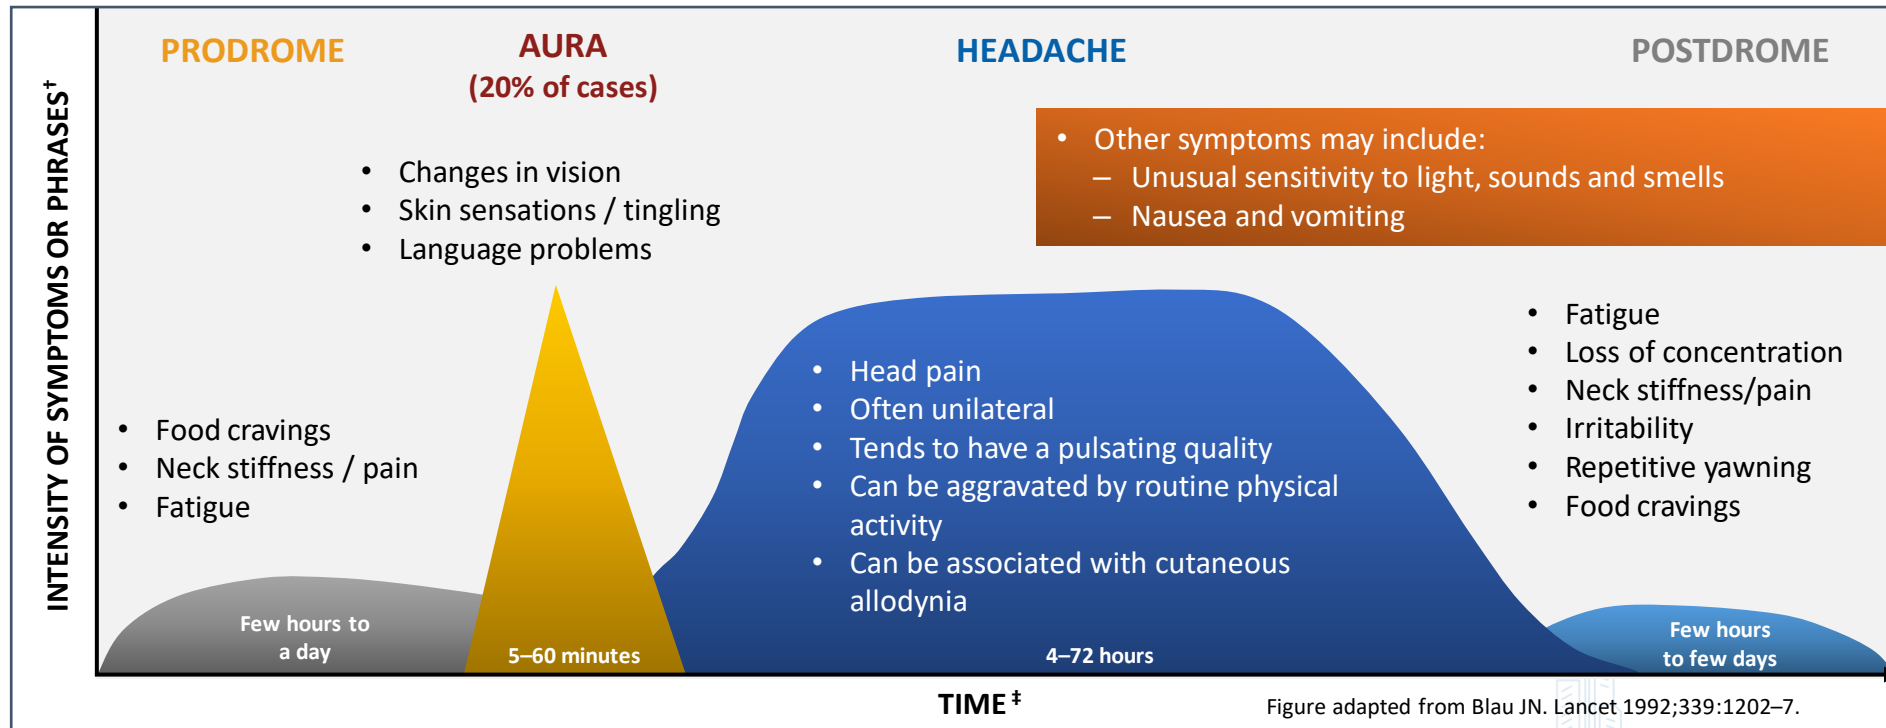 PRODROME
AURA
(20% of cases)
HEADACHE
POSTDROME
INTENSITY OF SYMPTOMS OR PHRASES†
• Other symptoms may include:
– Unusual sensitivity to light, sounds and smells
– Nausea and vomiting
• Changes in vision
• Skin sensations / tingling
• Language problems
• Food cravings
• Neck stiffness / pain
• Fatigue
• Head pain
• Often unilateral
• Tends to have a pulsating quality
• Can be aggravated by routine physical
activity
• Can be associated with cutaneous
allodynia
• Fatigue
• Loss of concentration
• Neck stiffness/pain
• Irritability
• Repetitive yawning
• Food cravings
Few hours to
a day
5–60 minutes
4–72 hours
Few hours
to few days
TIME‡
Figure adapted from Blau JN. Lancet 1992;339:1202–7.